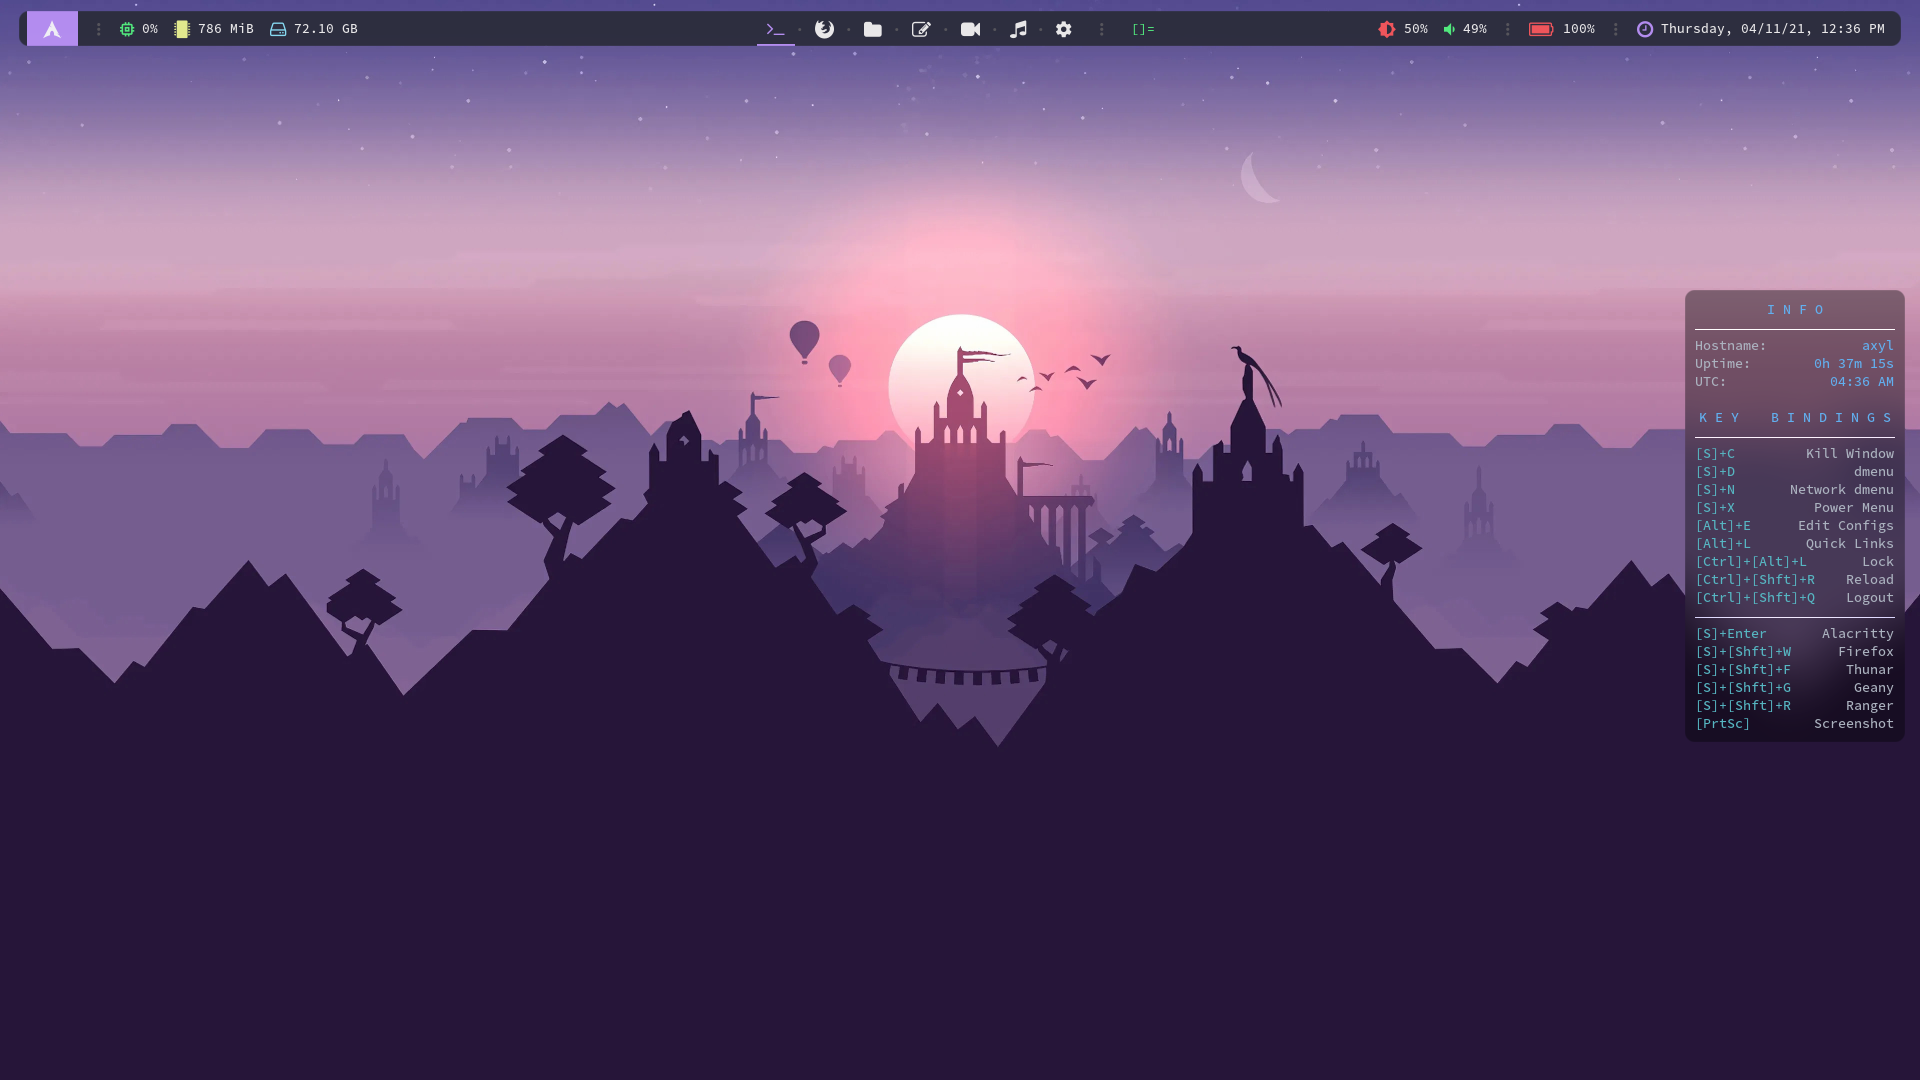 0% 786 MiB 72.10 GB >_ []= 50% 49% 100% Thursday, 04/11/21, 12:36 PM
INFO
Hostname: axyl
Uptime: 0h 37m 15s
UTC: 04:36 AM
KEY BINDINGS
[S]+C Kill Window
[S]+D dmenu
[S]+N Network dmenu
[S]+X Power Menu
[Alt]+E Edit Configs
[Alt]+L Quick Links
[Ctrl]+[Alt]+L Lock
[Ctrl]+[Shft]+R Reload
[Ctrl]+[Shft]+Q Logout
[S]+Enter Alacritty
[S]+[Shft]+W Firefox
[S]+[Shft]+F Thunar
[S]+[Shft]+G Geany
[S]+[Shft]+R Ranger
[PrtSc] Screenshot